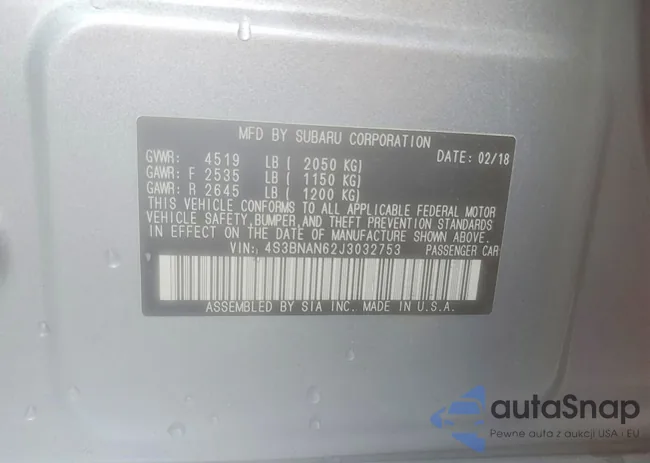 MFD BY SUBARU CORPORATION
GVWR: 4519 LB ( 2050 KG) DATE: 02/18
GAWR: F 2535 LB ( 1150 KG)
GAWR: R 2645 LB ( 1200 KG)
THIS VEHICLE CONFORMS TO ALL APPLICABLE FEDERAL MOTOR
VEHICLE SAFETY, BUMPER, AND THEFT PREVENTION STANDARDS
IN EFFECT ON THE DATE OF MANUFACTURE SHOWN ABOVE.
VIN: 4S3BNAN62J3032753 PASSENGER CAR
ASSEMBLED BY SIA INC. MADE IN U.S.A.
autoSnap
Pewne auta z aukcji USA i EU